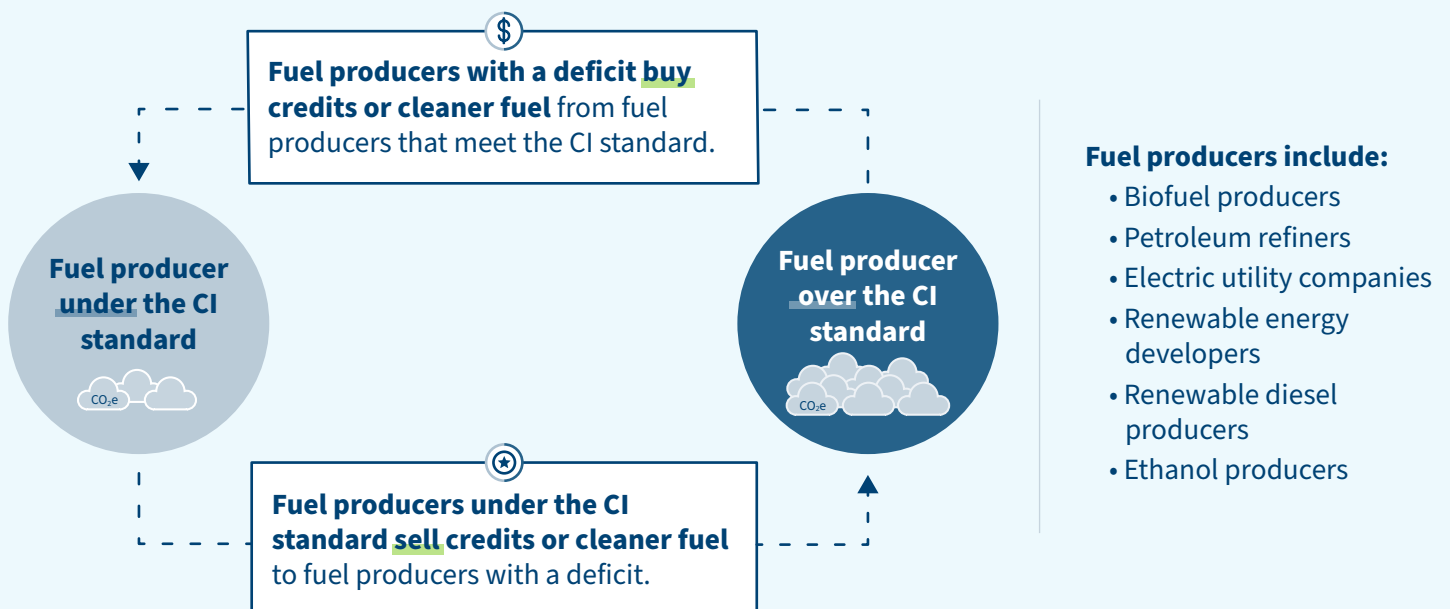 $
Fuel producers with a deficit buy
credits or cleaner fuel from fuel
producers that meet the CI standard.
Fuel producer
under the CI
standard
CO₂e
Fuel producer
over the CI
standard
CO₂e
Fuel producers under the CI
standard sell credits or cleaner fuel
to fuel producers with a deficit.
Fuel producers include:
• Biofuel producers
• Petroleum refiners
• Electric utility companies
• Renewable energy
developers
• Renewable diesel
producers
• Ethanol producers